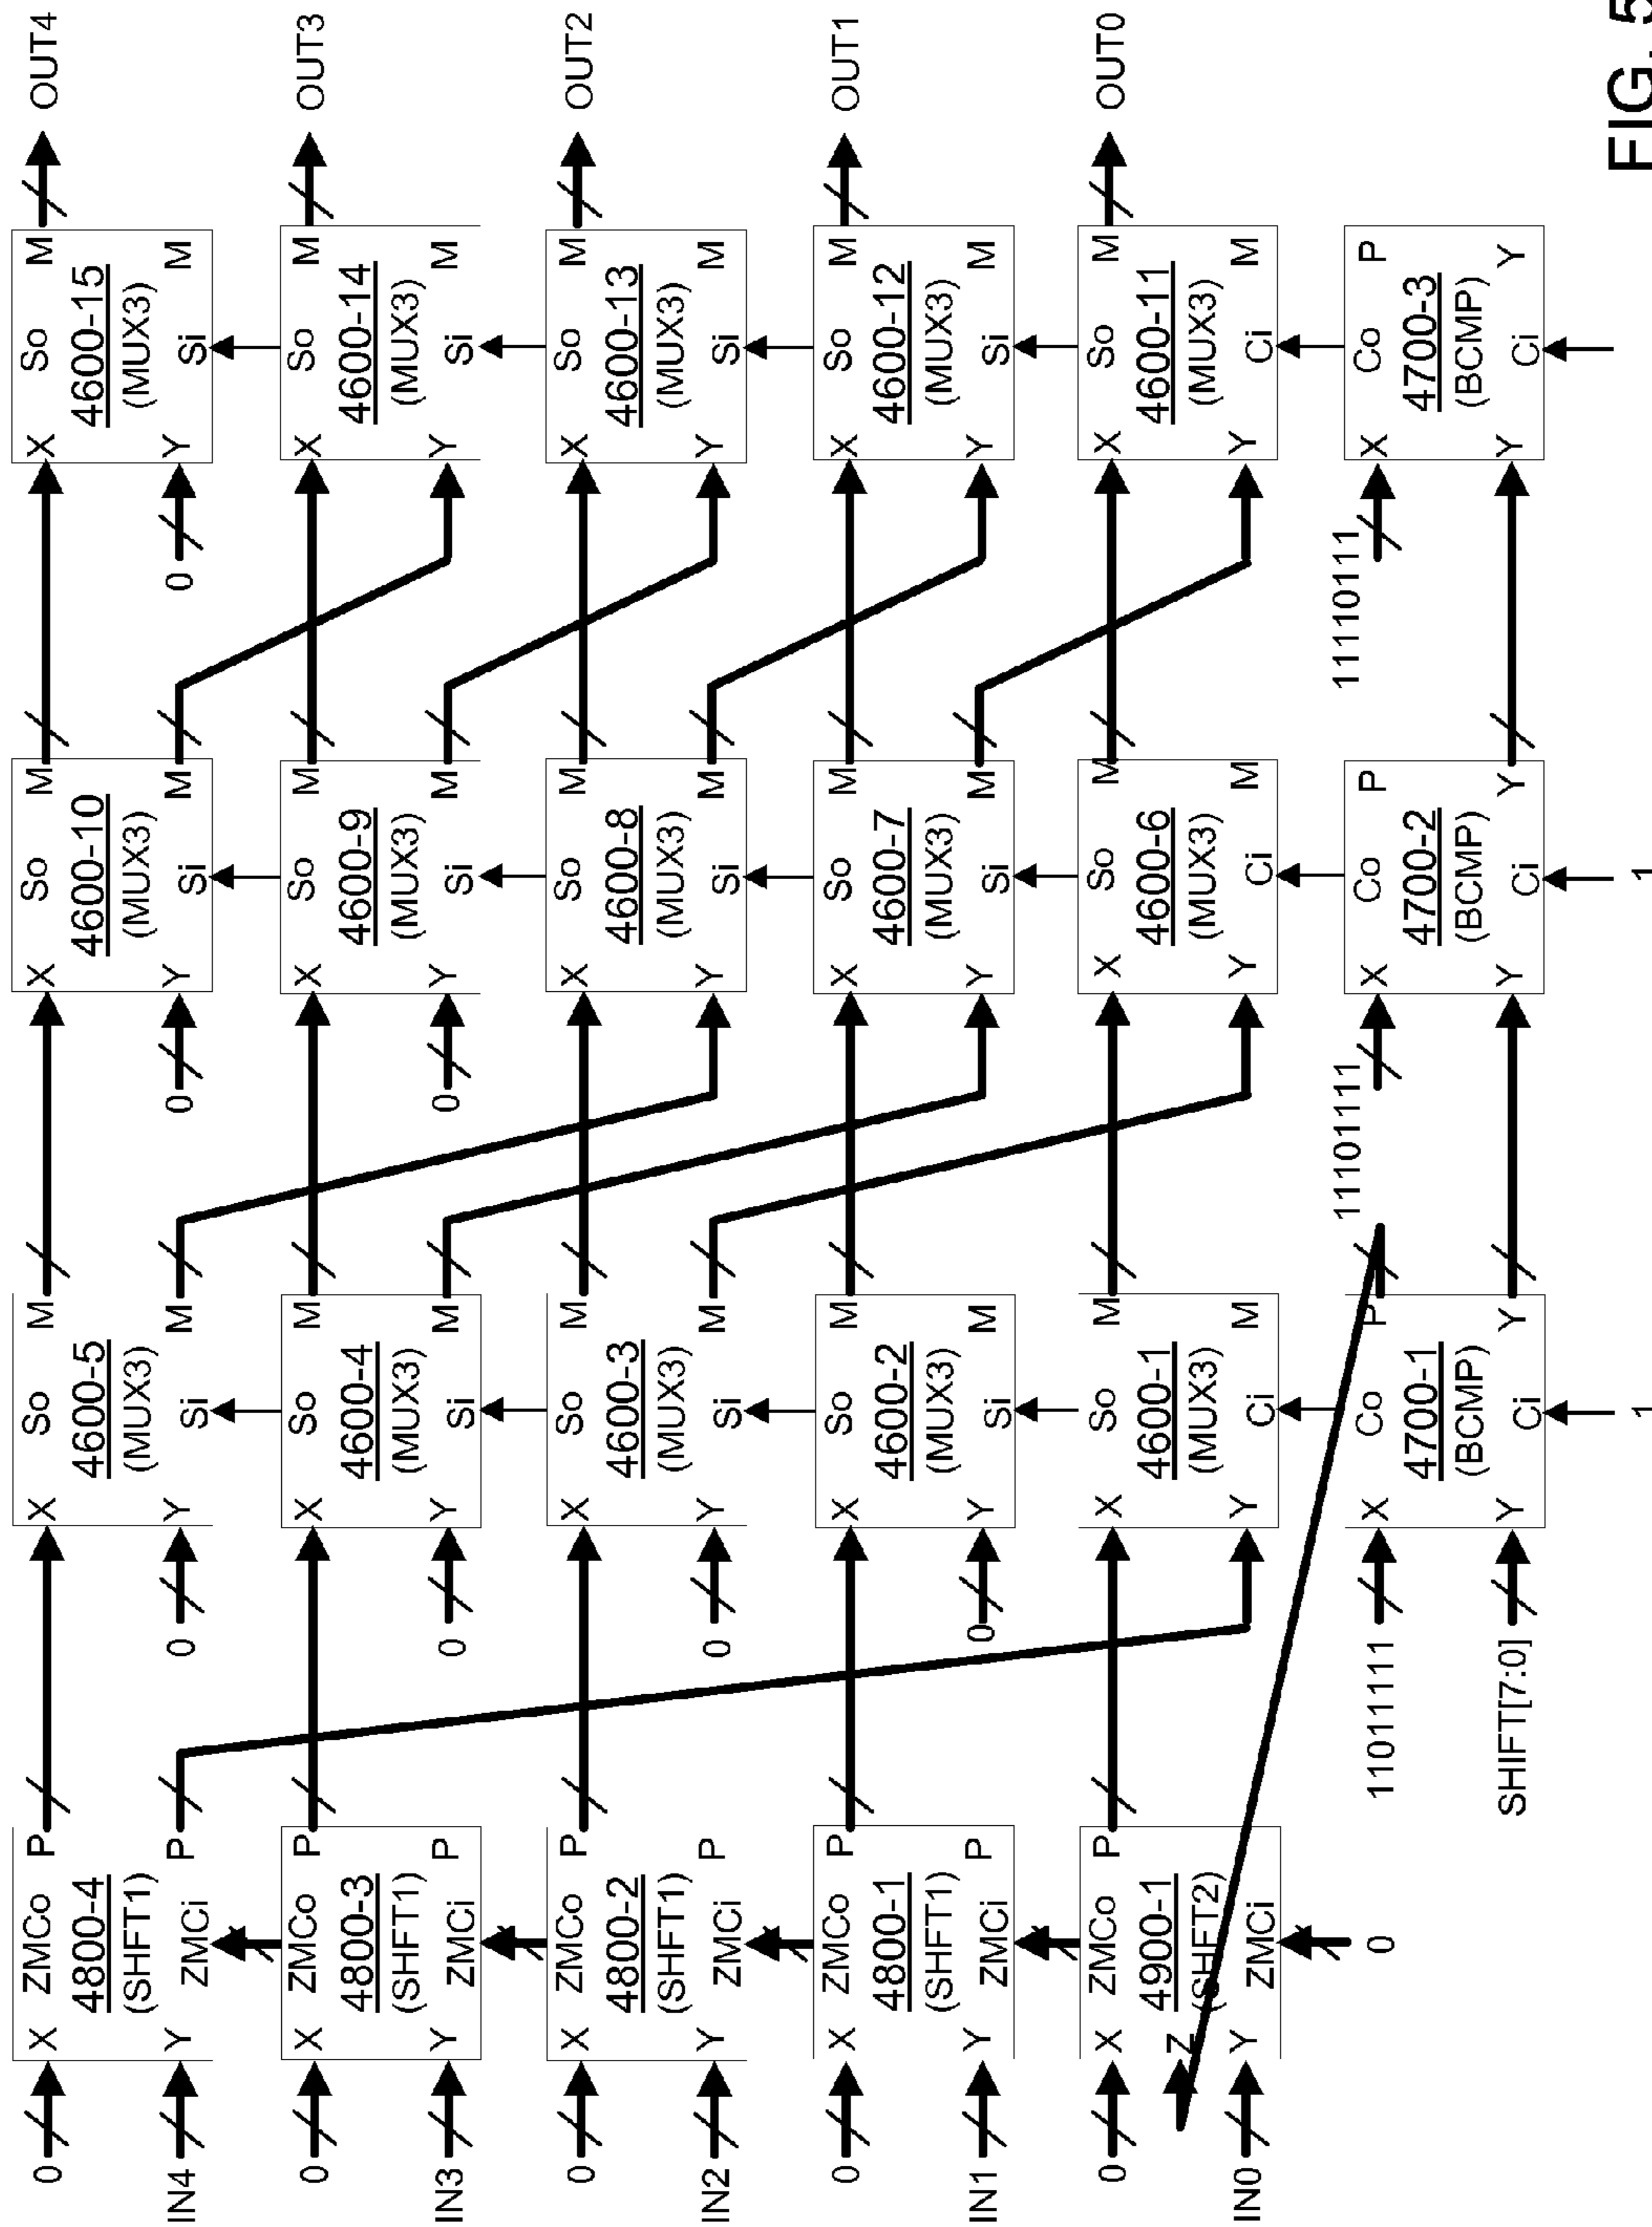 0 X ZMCo P X So M X So M X So M OUT4
4800-4 4600-5 4600-10 4600-15
(SHFT1) (MUX3) (MUX3) (MUX3)
IN4 Y ZMCi P 0 Y Si M 0 Y Si M 0 Y Si M
0 X ZMCo P X So M X So M X So M OUT3
4800-3 4600-4 4600-9 4600-14
(SHFT1) (MUX3) (MUX3) (MUX3)
IN3 Y ZMCi P 0 Y Si M 0 Y Si M Y Si M
0 X ZMCo P X So M X So M X So M OUT2
4800-2 4600-3 4600-8 4600-13
(SHFT1) (MUX3) (MUX3) (MUX3)
IN2 Y ZMCi P 0 Y Si M Y Si M Y Si M
0 X ZMCo P X So M X So M X So M OUT1
4800-1 4600-2 4600-7 4600-12
(SHFT1) (MUX3) (MUX3) (MUX3)
IN1 Y ZMCi P 0 Y Si M Y Si M Y Si M
0 X ZMCo P X So M X So M X So M OUT0
4900-1 4600-1 4600-6 4600-11
Z (SHFT2) (MUX3) (MUX3) (MUX3)
IN0 Y ZMCi Y Ci M Y Ci M Y Ci M
0 11011111 X Co P 11101111 X Co P 11110111 X Co P
4700-1 4700-2 4700-3
(BCMP) (BCMP) (BCMP)
SHIFT[7:0] Y Ci Y Y Ci Y Y Ci Y
1 1
FIG. 5